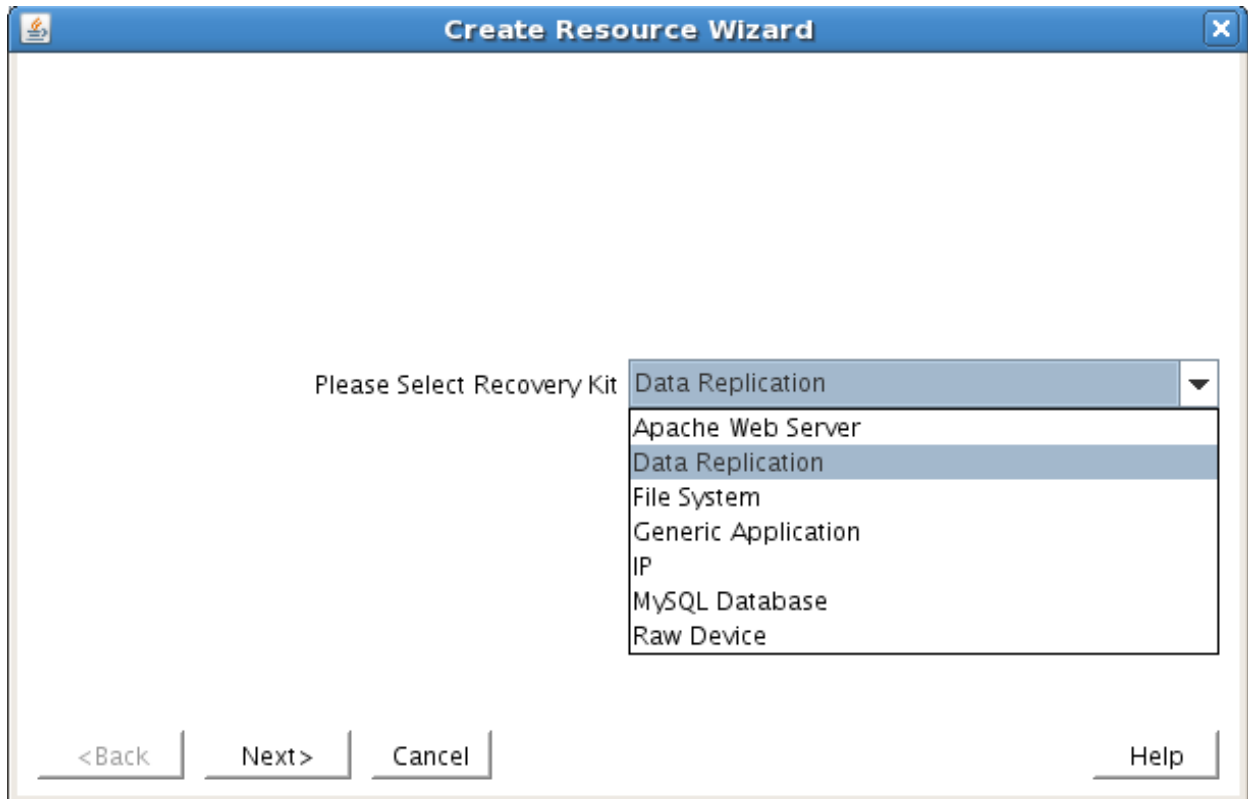 Create Resource Wizard
Please Select Recovery Kit Data Replication
Apache Web Server
Data Replication
File System
Generic Application
IP
MySQL Database
Raw Device
<Back Next> Cancel Help